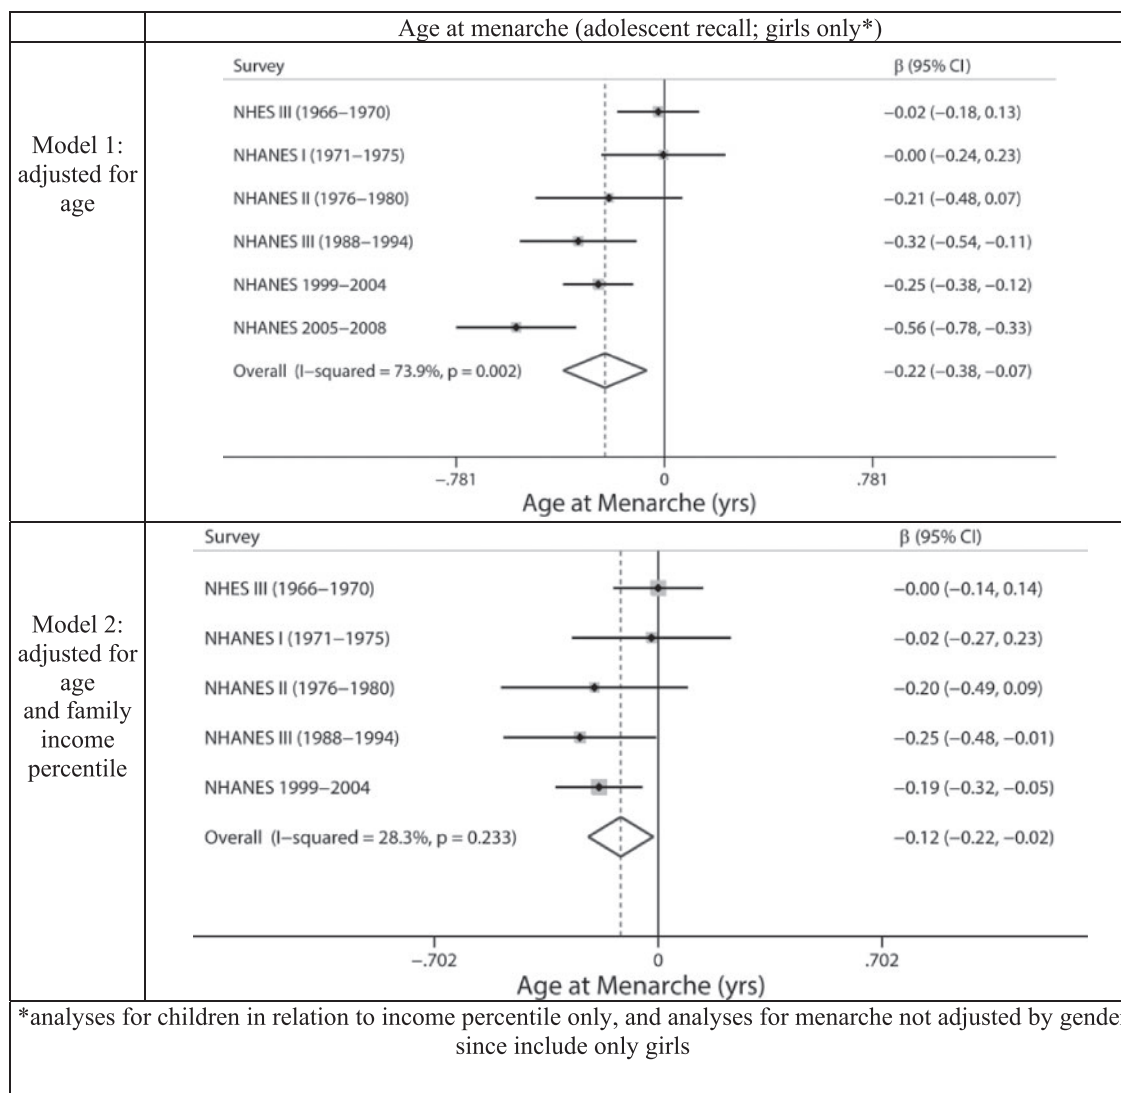 Age at menarche (adolescent recall; girls only*)
Model 1:
adjusted for
age
Survey β (95% CI)
NHES III (1966−1970) −0.02 (−0.18, 0.13)
NHANES I (1971−1975) −0.00 (−0.24, 0.23)
NHANES II (1976−1980) −0.21 (−0.48, 0.07)
NHANES III (1988−1994) −0.32 (−0.54, −0.11)
NHANES 1999−2004 −0.25 (−0.38, −0.12)
NHANES 2005−2008 −0.56 (−0.78, −0.33)
Overall (I−squared = 73.9%, p = 0.002) −0.22 (−0.38, −0.07)
−.781 0 .781
Age at Menarche (yrs)
Model 2:
adjusted for
age
and family
income
percentile
Survey β (95% CI)
NHES III (1966−1970) −0.00 (−0.14, 0.14)
NHANES I (1971−1975) −0.02 (−0.27, 0.23)
NHANES II (1976−1980) −0.20 (−0.49, 0.09)
NHANES III (1988−1994) −0.25 (−0.48, −0.01)
NHANES 1999−2004 −0.19 (−0.32, −0.05)
Overall (I−squared = 28.3%, p = 0.233) −0.12 (−0.22, −0.02)
−.702 0 .702
Age at Menarche (yrs)
*analyses for children in relation to income percentile only, and analyses for menarche not adjusted by gender
since include only girls